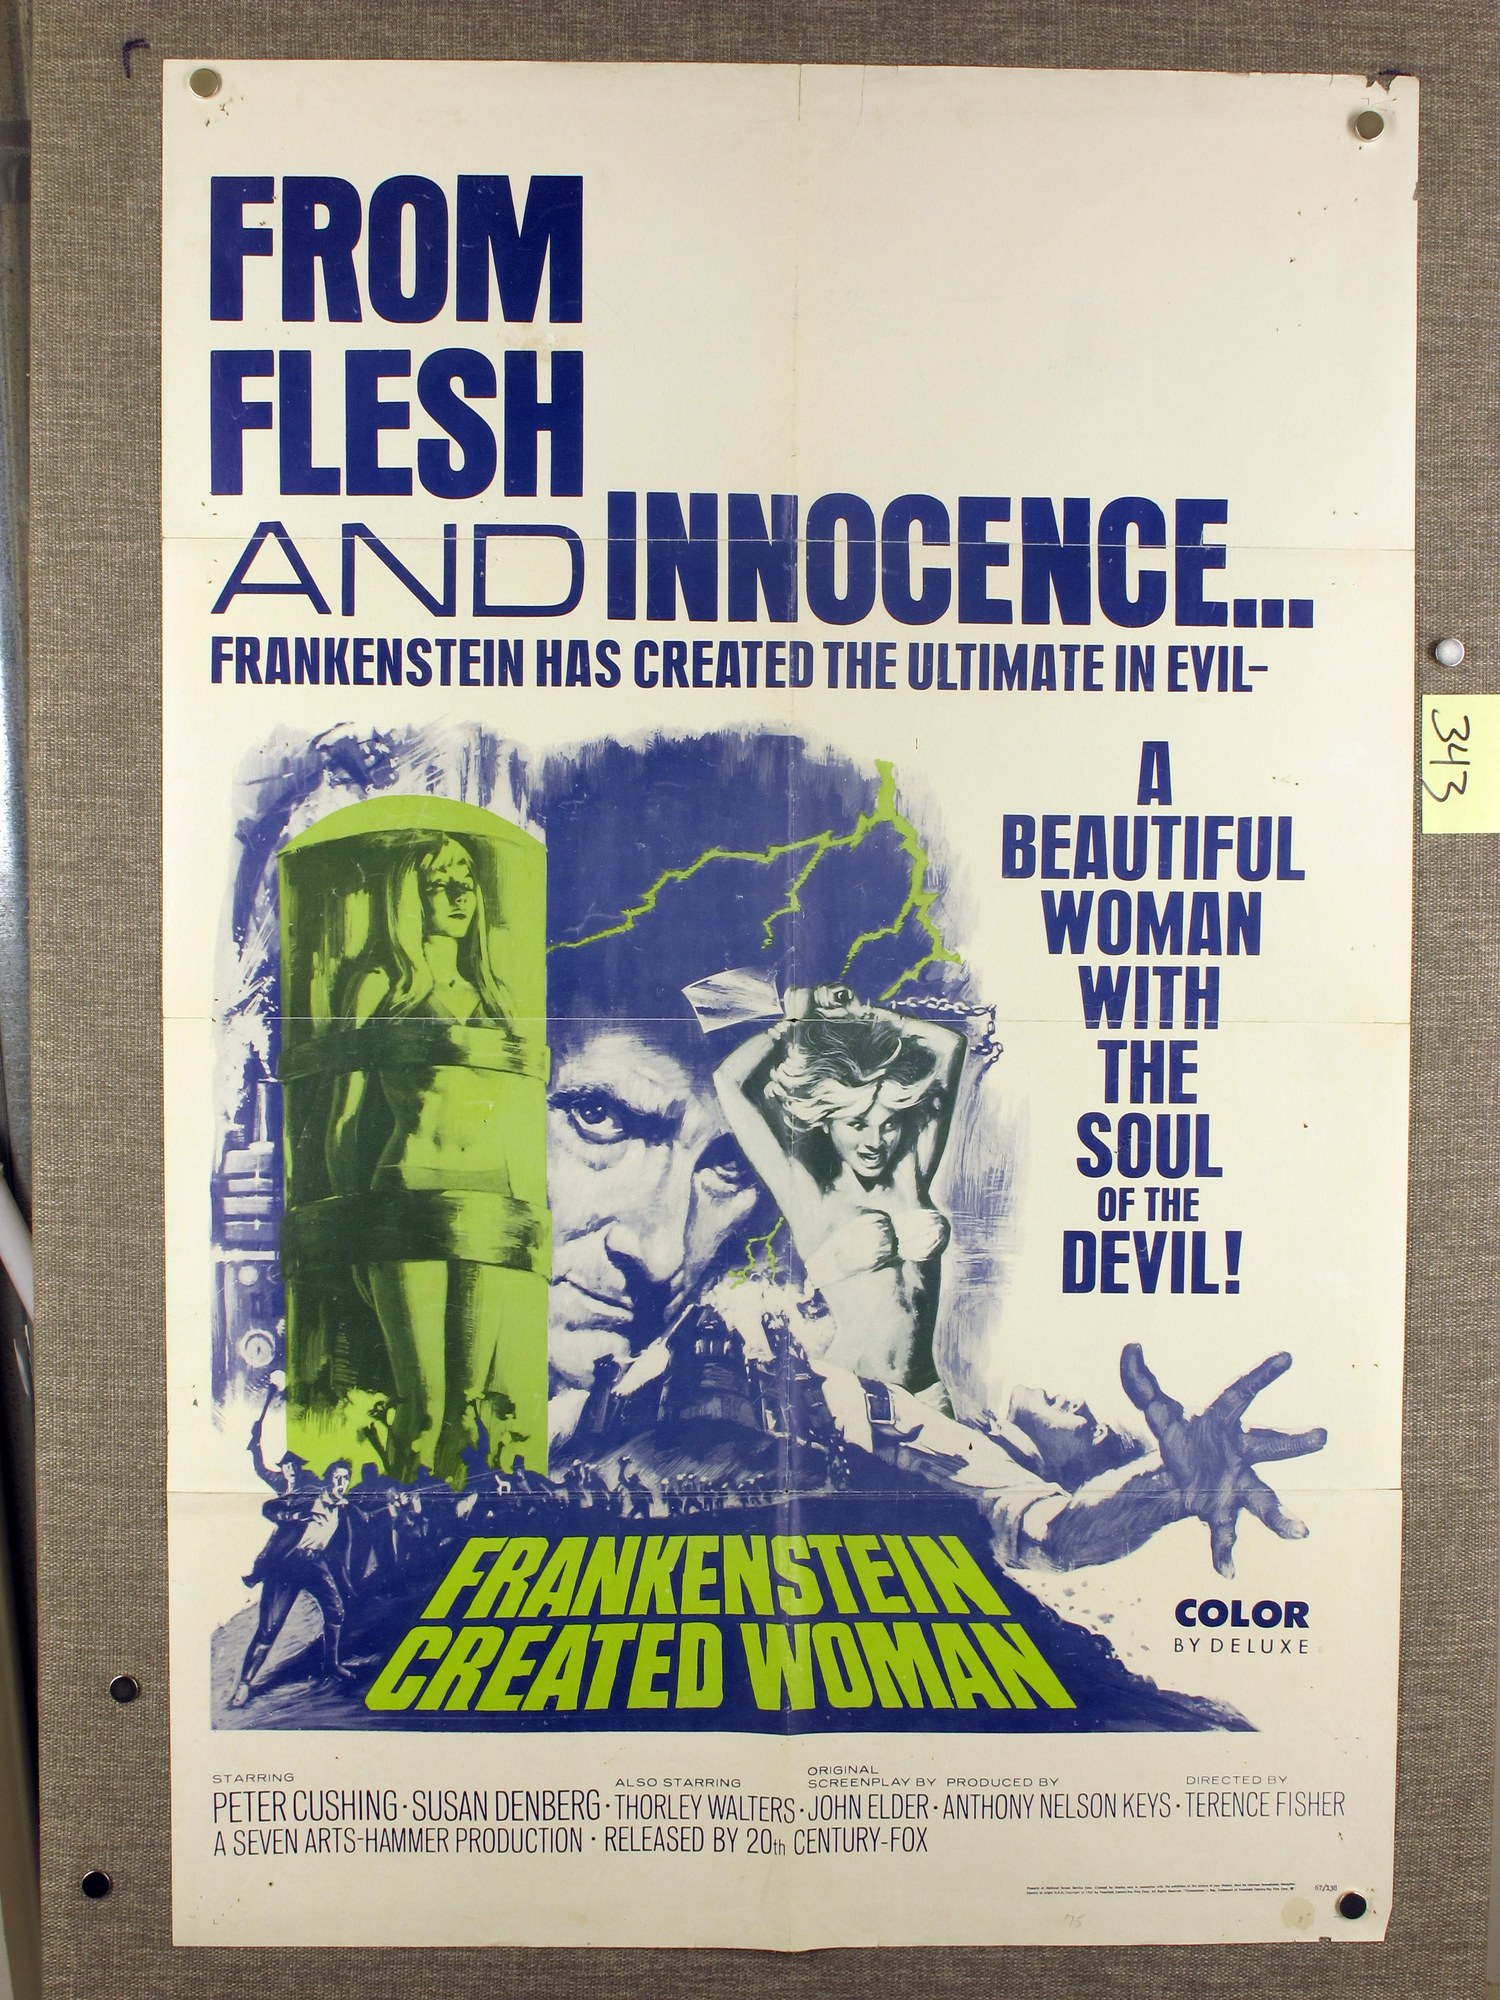 FROM
FLESH
AND INNOCENCE...
FRANKENSTEIN HAS CREATED THE ULTIMATE IN EVIL-
A
BEAUTIFUL
WOMAN
WITH
THE
SOUL
OF THE
DEVIL!
343
FRANKENSTEIN
CREATED WOMAN
COLOR
BY DELUXE
STARRING ALSO STARRING ORIGINAL SCREENPLAY BY PRODUCED BY DIRECTED BY
PETER CUSHING · SUSAN DENBERG · THORLEY WALTERS · JOHN ELDER · ANTHONY NELSON KEYS · TERENCE FISHER
A SEVEN ARTS-HAMMER PRODUCTION · RELEASED BY 20th CENTURY-FOX
67/138